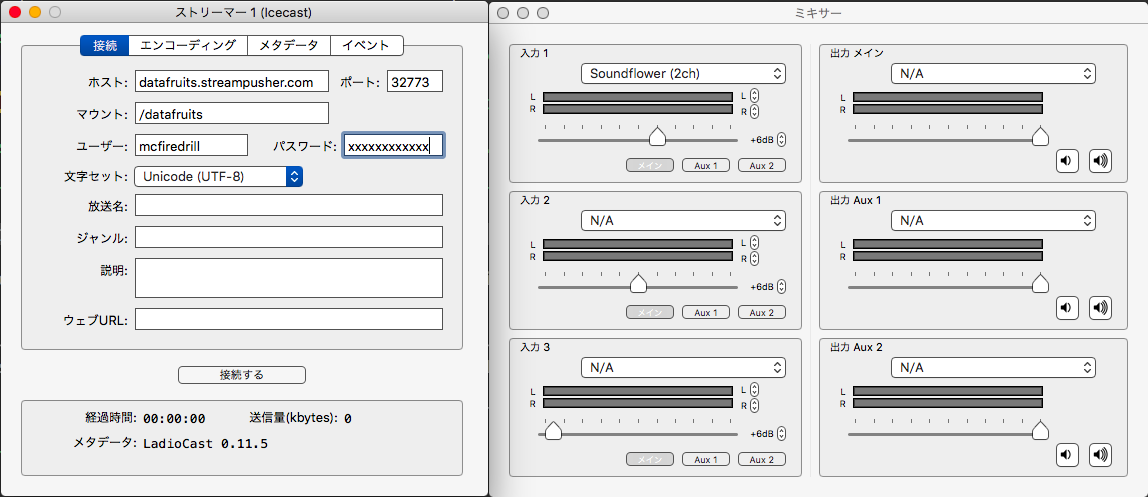 ストリーマー 1 (Icecast)
接続 エンコーディング メタデータ イベント
ホスト: datafruits.streampusher.com ポート: 32773
マウント: /datafruits
ユーザー: mcfiredrill パスワード: xxxxxxxxxxxx
文字セット: Unicode (UTF-8)
放送名:
ジャンル:
説明:
ウェブURL:
接続する
経過時間: 00:00:00 送信量(kbytes): 0
メタデータ: LadioCast 0.11.5
ミキサー
入力 1
Soundflower (2ch)
L L
R R
+6dB
メイン Aux 1 Aux 2
入力 2
N/A
L L
R R
+6dB
メイン Aux 1 Aux 2
入力 3
N/A
L L
R R
+6dB
メイン Aux 1 Aux 2
出力 メイン
N/A
L
R
出力 Aux 1
N/A
L
R
出力 Aux 2
N/A
L
R